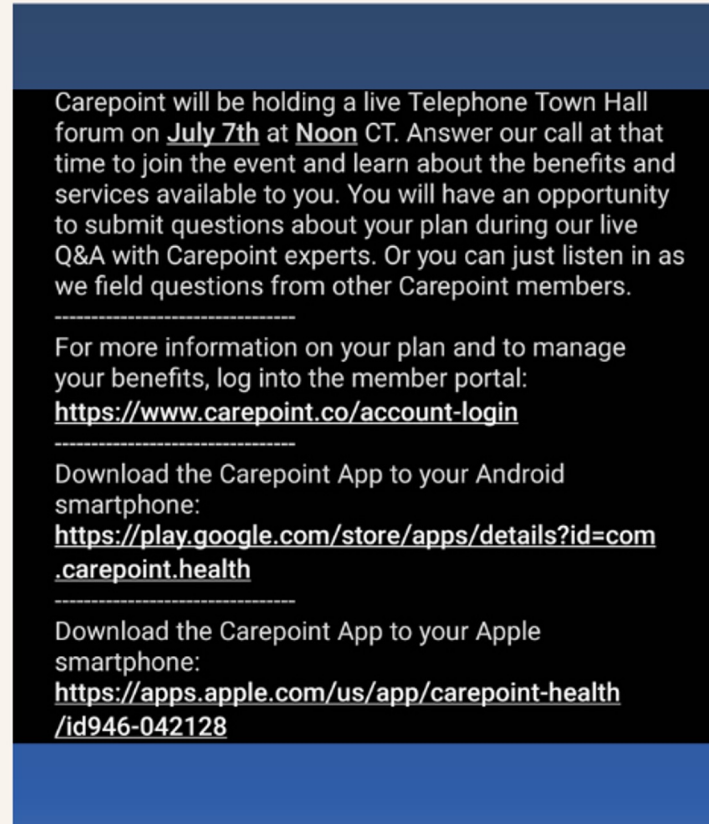 Carepoint will be holding a live Telephone Town Hall
forum on July 7th at Noon CT. Answer our call at that
time to join the event and learn about the benefits and
services available to you. You will have an opportunity
to submit questions about your plan during our live
Q&A with Carepoint experts. Or you can just listen in as
we field questions from other Carepoint members.
---------------------------------
For more information on your plan and to manage
your benefits, log into the member portal:
https://www.carepoint.co/account-login
---------------------------------
Download the Carepoint App to your Android
smartphone:
https://play.google.com/store/apps/details?id=com
.carepoint.health
---------------------------------
Download the Carepoint App to your Apple
smartphone:
https://apps.apple.com/us/app/carepoint-health
/id946-042128